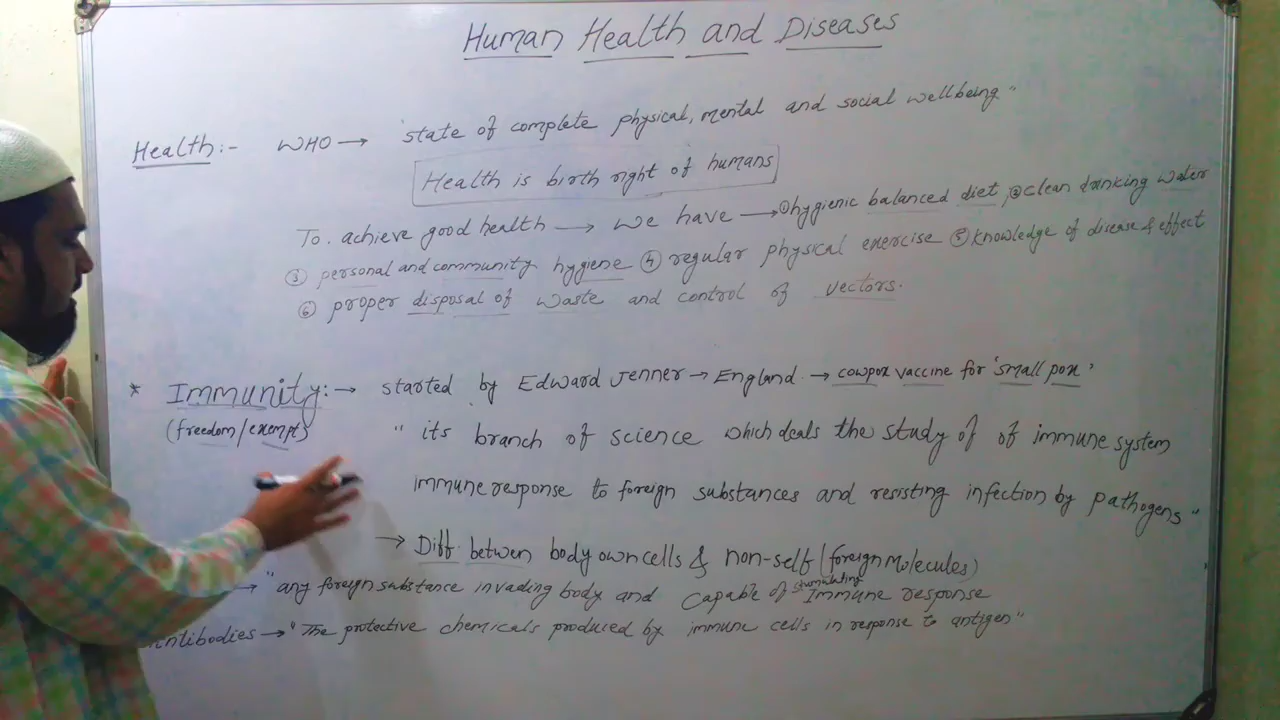 Human Health and Diseases
Health:- WHO → state of complete physical, mental and social wellbeing"
Health is birth right of humans
To achieve good health → we have → ① hygienic balanced diet, ② clean drinking water
③ personal and community hygiene ④ regular physical exercise ⑤ knowledge of disease & effect
⑥ proper disposal of waste and control of vectors.
* Immunity:→ started by Edward Jenner → England → cowpox vaccine for 'small pox'
(freedom/exempt) " its branch of science which deals the study of of immune system
immune response to foreign substances and resisting infection by pathogens"
→ Diff betwen body own cells & non-self (foreign Molecules)
→ "any foreign substance invading body and capable of stimulating Immune response
Antibodies → "The protective chemicals produced by immune cells in response to antigen"